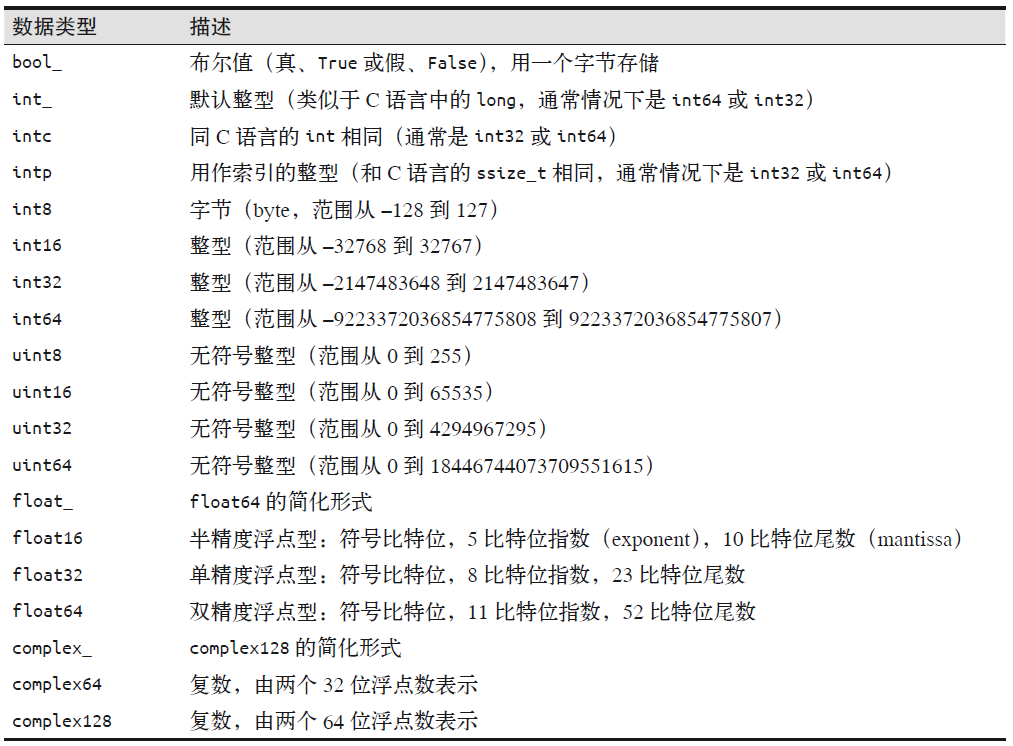 数据类型 描述
bool_ 布尔值（真、True 或假、False），用一个字节存储
int_ 默认整型（类似于 C 语言中的 long，通常情况下是 int64 或 int32）
intc 同 C 语言的 int 相同（通常是 int32 或 int64）
intp 用作索引的整型（和 C 语言的 ssize_t 相同，通常情况下是 int32 或 int64）
int8 字节（byte，范围从 –128 到 127）
int16 整型（范围从 –32768 到 32767）
int32 整型（范围从 –2147483648 到 2147483647）
int64 整型（范围从 –9223372036854775808 到 9223372036854775807）
uint8 无符号整型（范围从 0 到 255）
uint16 无符号整型（范围从 0 到 65535）
uint32 无符号整型（范围从 0 到 4294967295）
uint64 无符号整型（范围从 0 到 18446744073709551615）
float_ float64 的简化形式
float16 半精度浮点型：符号比特位，5 比特位指数（exponent），10 比特位尾数（mantissa）
float32 单精度浮点型：符号比特位，8 比特位指数，23 比特位尾数
float64 双精度浮点型：符号比特位，11 比特位指数，52 比特位尾数
complex_ complex128 的简化形式
complex64 复数，由两个 32 位浮点数表示
complex128 复数，由两个 64 位浮点数表示